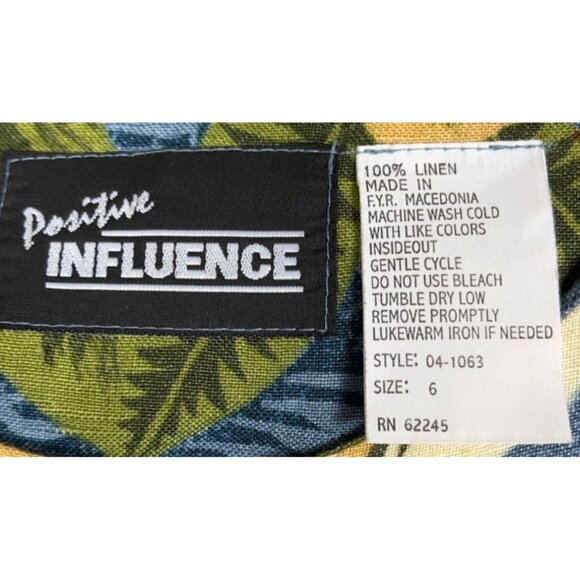 Positive
INFLUENCE
100% LINEN
MADE IN
F.Y.R. MACEDONIA
MACHINE WASH COLD
WITH LIKE COLORS
INSIDEOUT
GENTLE CYCLE
DO NOT USE BLEACH
TUMBLE DRY LOW
REMOVE PROMPTLY
LUKEWARM IRON IF NEEDED
STYLE: 04-1063
SIZE: 6
RN 62245